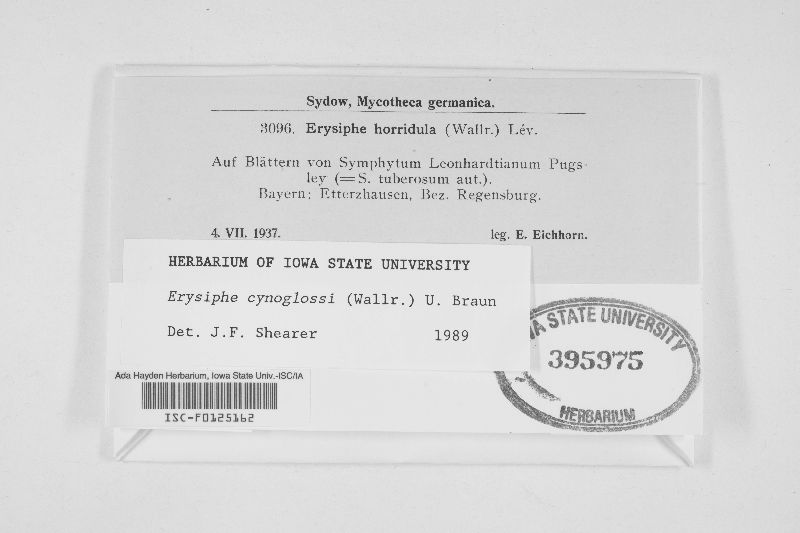 Sydow, Mycotheca germanica.
3096. Erysiphe horridula (Wallr.) Lév.
Auf Blättern von Symphytum Leonhardtianum Pugs-
ley (= S. tuberosum aut.).
Bayern: Etterzhausen, Bez. Regensburg.
4. VII. 1937. leg. E. Eichhorn.
HERBARIUM OF IOWA STATE UNIVERSITY
Erysiphe cynoglossi (Wallr.) U. Braun
Det. J.F. Shearer 1989
Ada Hayden Herbarium, Iowa State Univ.-ISC/IA
ISC-F0125162
STATE UNIVERSITY
395975
HERBARIUM